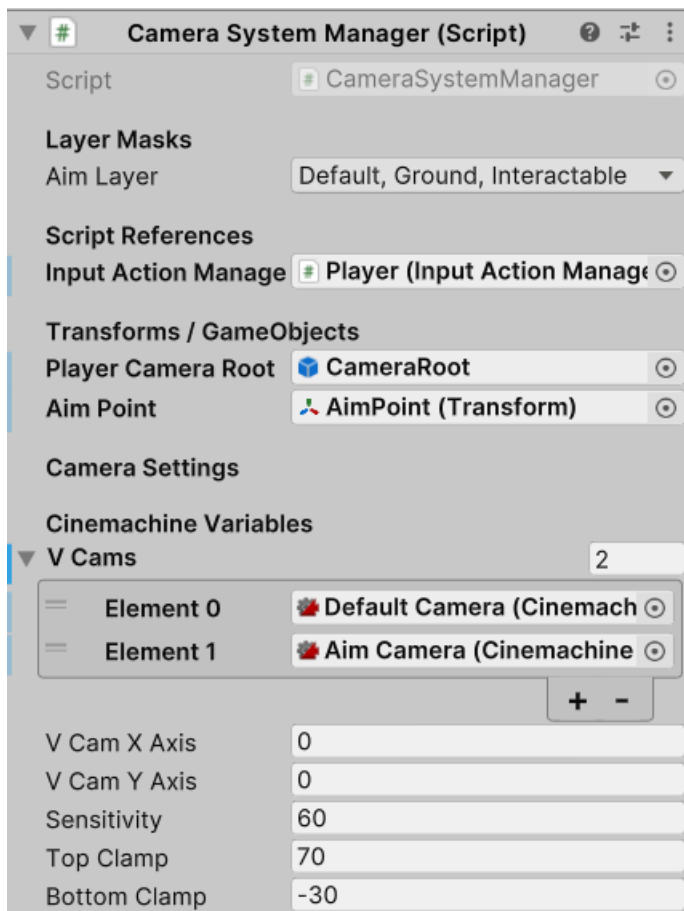 Camera System Manager (Script)
Script # CameraSystemManager
Layer Masks
Aim Layer Default, Ground, Interactable
Script References
Input Action Manage # Player (Input Action Manage
Transforms / GameObjects
Player Camera Root CameraRoot
Aim Point AimPoint (Transform)
Camera Settings
Cinemachine Variables
V Cams 2
Element 0 Default Camera (Cinemach
Element 1 Aim Camera (Cinemachine
+ -
V Cam X Axis 0
V Cam Y Axis 0
Sensitivity 60
Top Clamp 70
Bottom Clamp -30